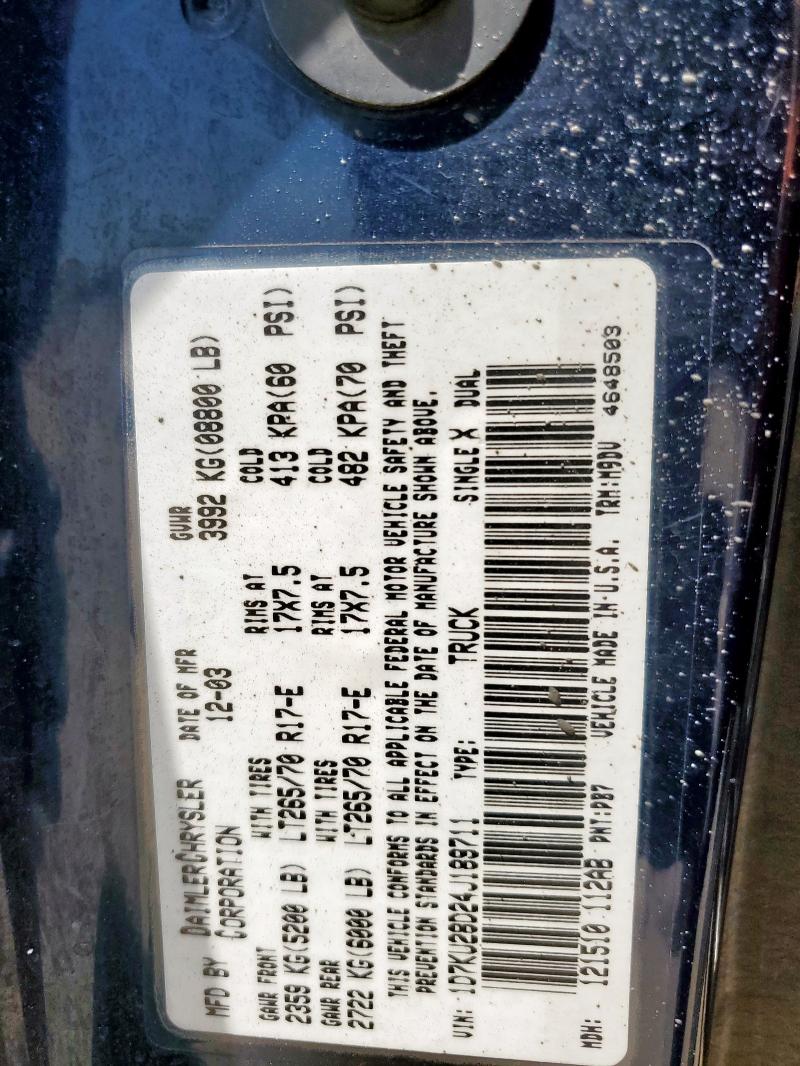 MFD BY DAIMLERCHRYSLER CORPORATION DATE OF MFR 12-03 GVWR 3992 KG(08800 LB)
GAWR FRONT WITH TIRES RIMS AT COLD
2359 KG(5200 LB) LT265/70 R17-E 17X7.5 413 KPA(60 PSI)
GAWR REAR WITH TIRES RIMS AT COLD
2722 KG(6000 LB) LT265/70 R17-E 17X7.5 482 KPA(70 PSI)
THIS VEHICLE CONFORMS TO ALL APPLICABLE FEDERAL MOTOR VEHICLE SAFETY AND THEFT
PREVENTION STANDARDS IN EFFECT ON THE DATE OF MANUFACTURE SHOWN ABOVE.
VIN: 1D7KU28D24J189711 TYPE: TRUCK SINGLE X DUAL
MDH: 121510 112AB PNT:PB7 VEHICLE MADE IN U.S.A. TRM:M9DV 4648503